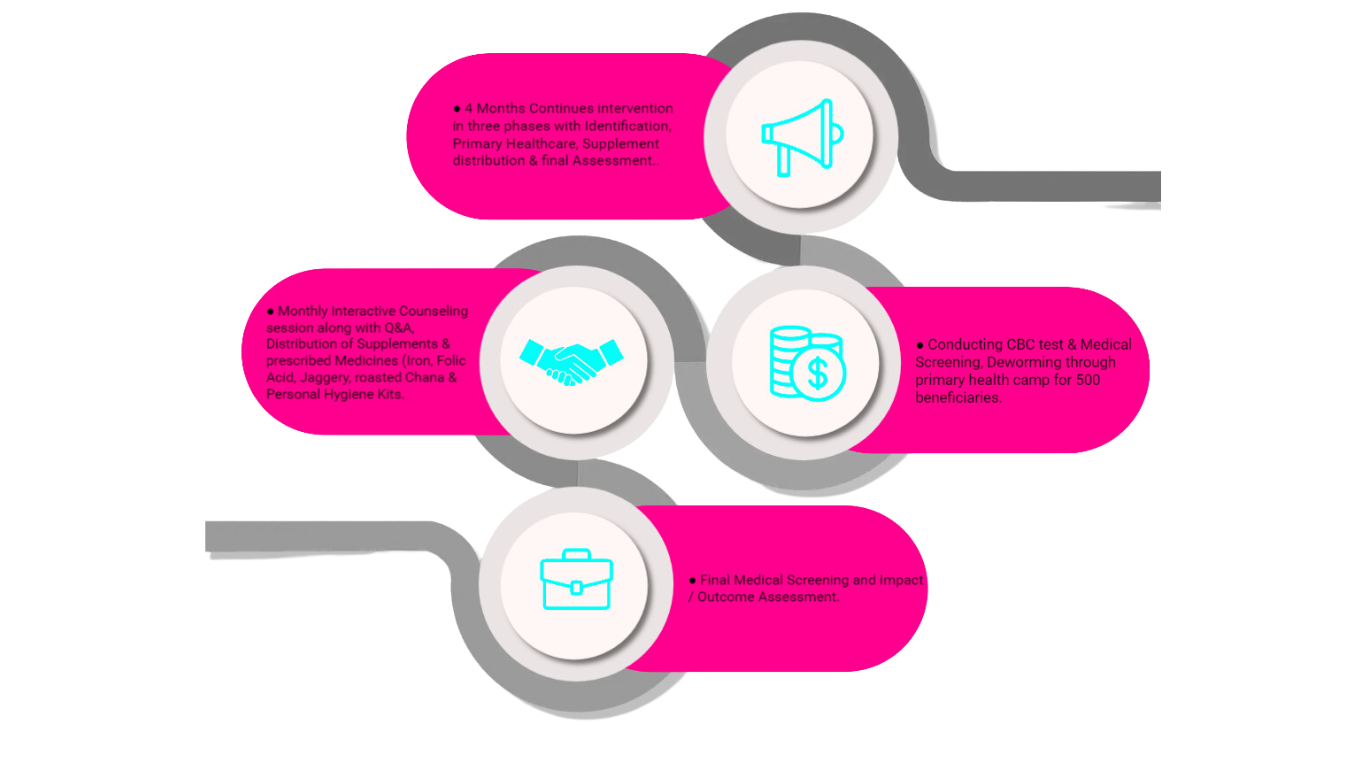 ● 4 Months Continues intervention
in three phases with Identification,
Primary Healthcare, Supplement
distribution & final Assessment..
● Conducting CBC test & Medical
Screening, Deworming through
primary health camp for 500
beneficiaries.
● Monthly Interactive Counseling
session along with Q&A,
Distribution of Supplements &
prescribed Medicines (Iron, Folic
Acid, Jaggery, roasted Chana &
Personal Hygiene Kits.
● Final Medical Screening and Impact
/ Outcome Assessment.